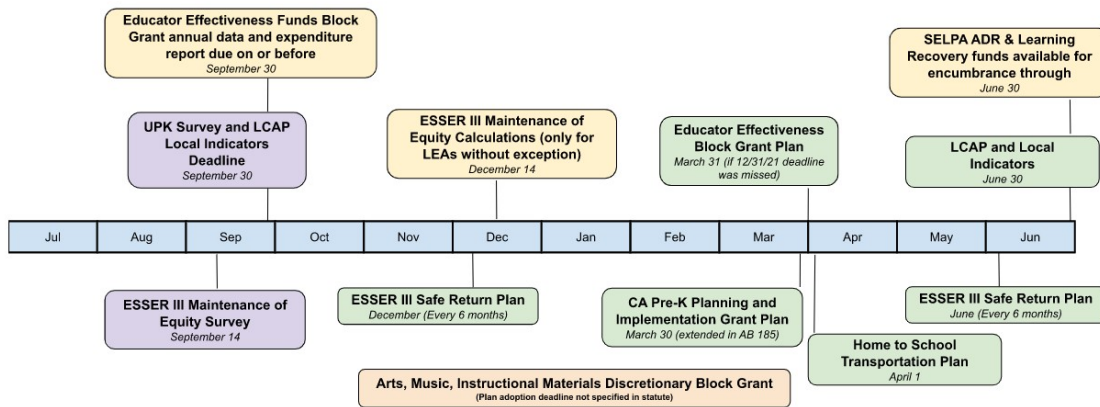 Educator Effectiveness Funds Block
Grant annual data and expenditure
report due on or before
September 30
SELPA ADR & Learning
Recovery funds available for
encumbrance through
June 30
UPK Survey and LCAP
Local Indicators
Deadline
September 30
ESSER III Maintenance of
Equity Calculations (only for
LEAs without exception)
December 14
Educator Effectiveness
Block Grant Plan
March 31 (if 12/31/21 deadline
was missed)
LCAP and Local
Indicators
June 30
Jul
Aug
Sep
Oct
Nov
Dec
Jan
Feb
Mar
Apr
May
Jun
ESSER III Maintenance of
Equity Survey
September 14
ESSER III Safe Return Plan
December (Every 6 months)
CA Pre-K Planning and
Implementation Grant Plan
March 30 (extended in AB 185)
ESSER III Safe Return Plan
June (Every 6 months)
Home to School
Transportation Plan
April 1
Arts, Music, Instructional Materials Discretionary Block Grant
(Plan adoption deadline not specified in statute)